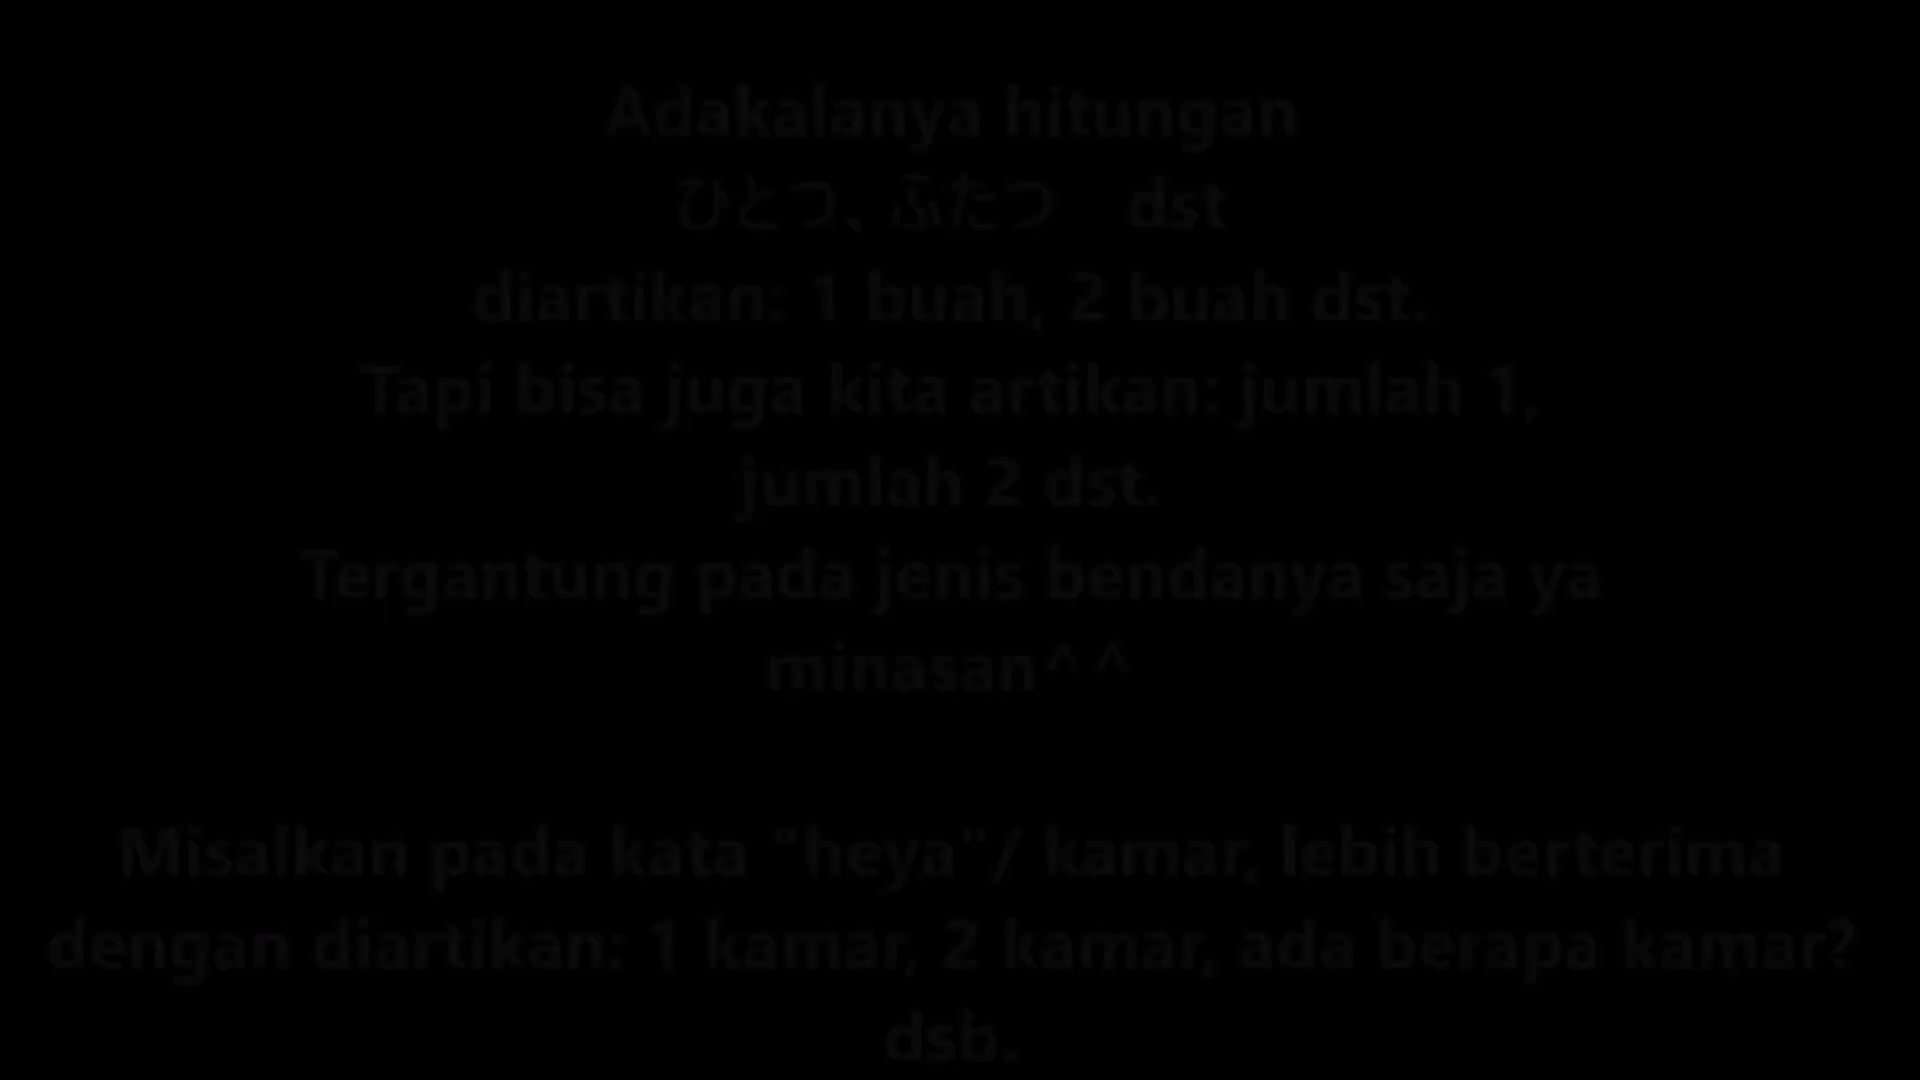 Adakalanya hitungan
ひとつ、ふたつ　dst
diartikan: 1 buah, 2 buah dst.
Tapi bisa juga kita artikan: jumlah 1,
jumlah 2 dst.
Tergantung pada jenis bendanya saja ya
minasan^^
Misalkan pada kata "heya"/ kamar, lebih berterima
dengan diartikan: 1 kamar, 2 kamar, ada berapa kamar?
dsb.